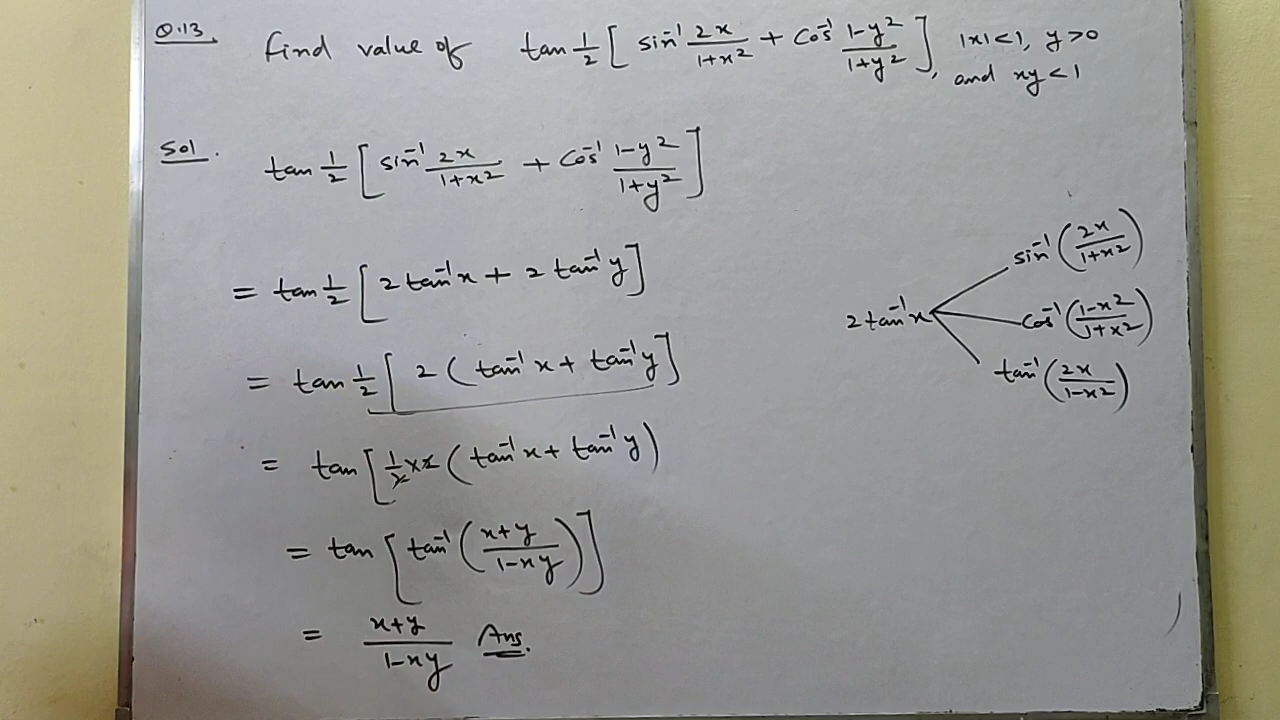 Q.13. Find value of tan 1/2 [ sin⁻¹ 2x/1+x² + cos⁻¹ 1-y²/1+y² ], |x|<1, y>0
and xy<1
Sol. tan 1/2 [ sin⁻¹ 2x/1+x² + cos⁻¹ 1-y²/1+y² ]
= tan 1/2 [ 2 tan⁻¹x + 2 tan⁻¹y ]
= tan 1/2 [ 2 ( tan⁻¹x + tan⁻¹y ]
= tan [ 1/2 x2 ( tan⁻¹x + tan⁻¹y )
= tan [ tan⁻¹ ( x+y/1-xy ) ]
= x+y/1-xy Ans.
sin⁻¹ ( 2x/1+x² )
2 tan⁻¹x cos⁻¹ ( 1-x²/1+x² )
tan⁻¹ ( 2x/1-x² )